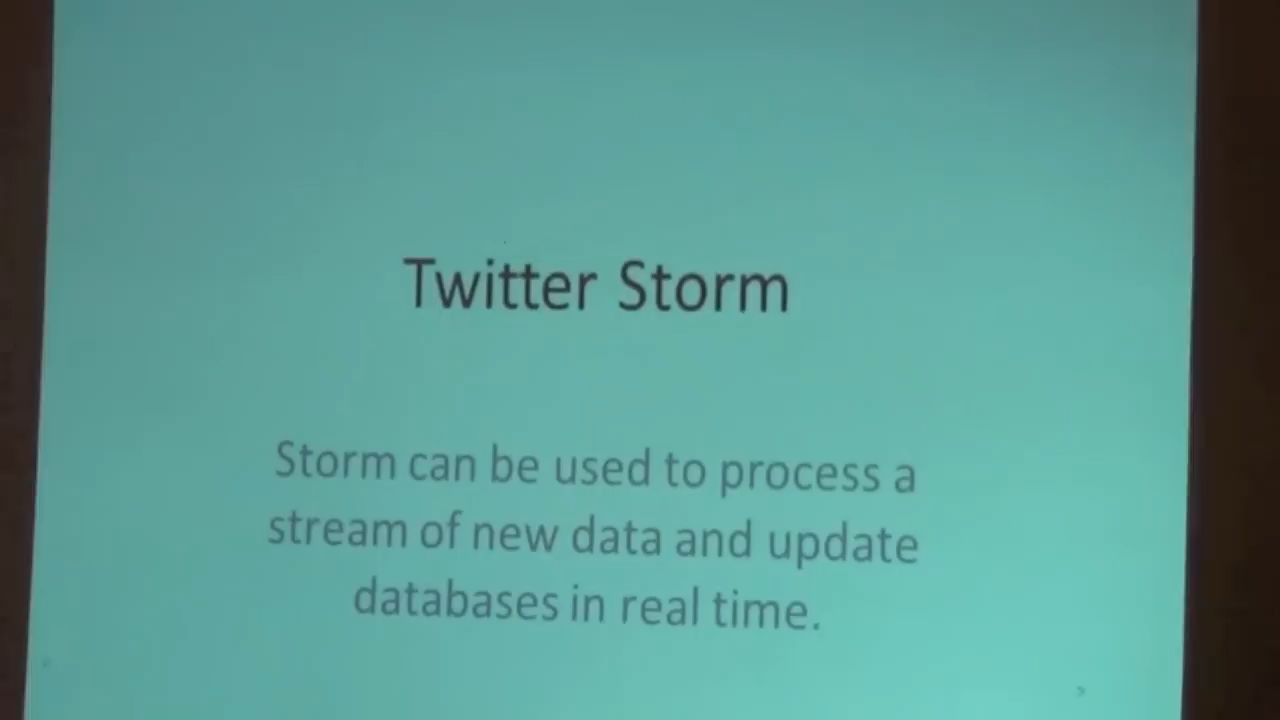 Twitter Storm
Storm can be used to process a
stream of new data and update
databases in real time.